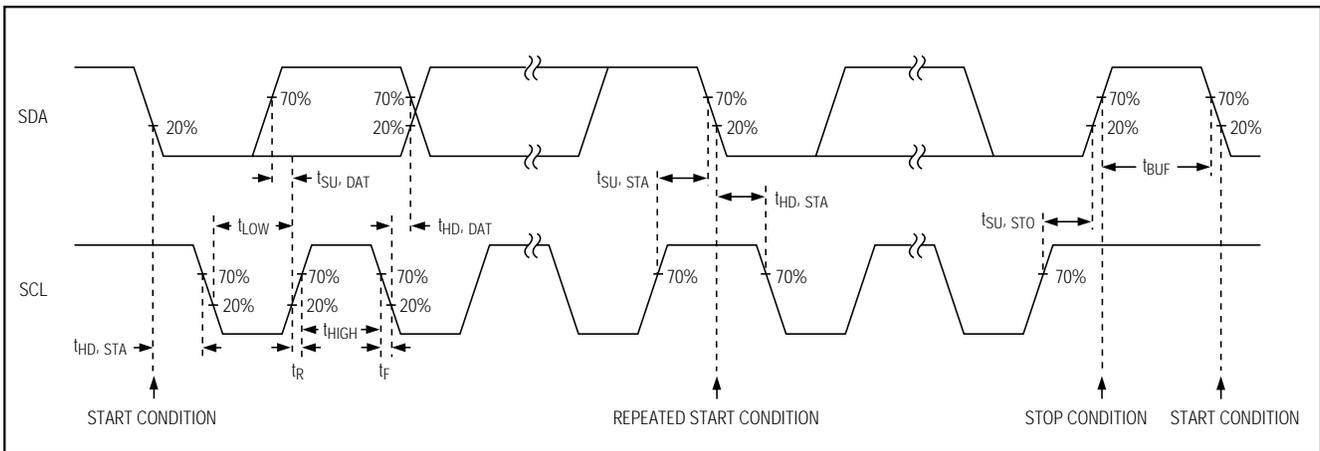 SDA
20%
70%
70%
20%
70%
20%
70%
20%
70%
20%
tSU, DAT
tSU, STA
tHD, STA
tBUF
tLOW
tHD, DAT
tSU, STO
SCL
70%
20%
70%
20%
70%
20%
70%
70%
70%
tHIGH
tHD, STA
tR
tF
START CONDITION
REPEATED START CONDITION
STOP CONDITION
START CONDITION